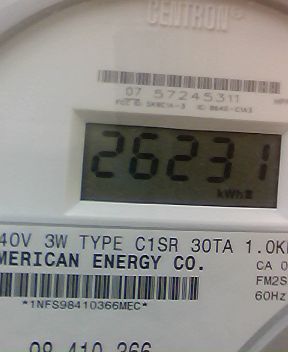 CENTRON®
07 57245311
26231
kWh
40V 3W TYPE C1SR 30TA 1.0K
MERICAN ENERGY CO.
CA 0
FM2S
60Hz
*1NFS98410366MEC*
98 410 366